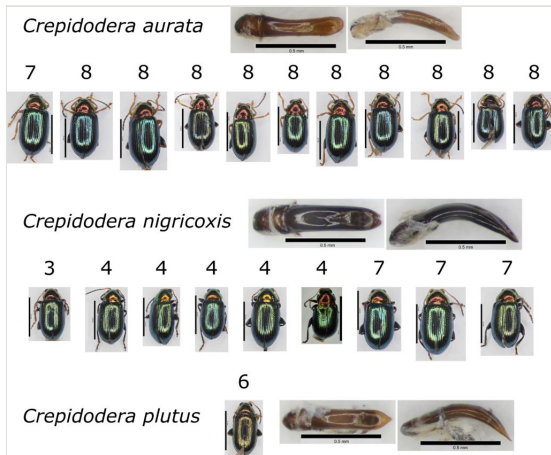 Crepidodera aurata
0.5 mm 0.5 mm
7 8 8 8 8 8 8 8 8 8 8
Crepidodera nigricoxis
0.5 mm 0.5 mm
3 4 4 4 4 4 7 7 7
6
Crepidodera plutus
0.5 mm 0.5 mm